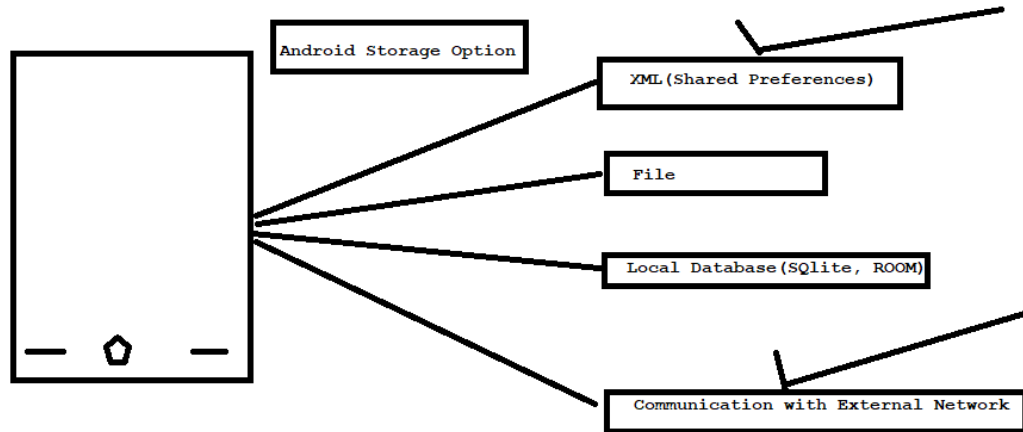 Android Storage Option
XML(Shared Preferences)
File
Local Database(SQlite, ROOM)
Communication with External Network